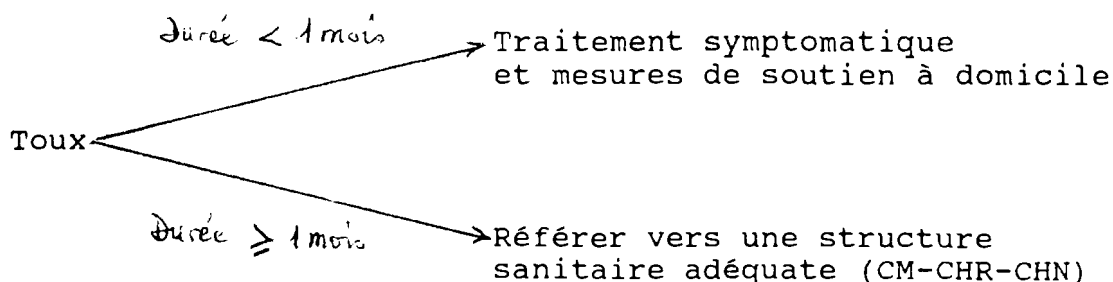 Durée < 1 mois
Traitement symptomatique
et mesures de soutien à domicile
Toux
Durée ≥ 1 mois
Référer vers une structure
sanitaire adéquate (CM-CHR-CHN)